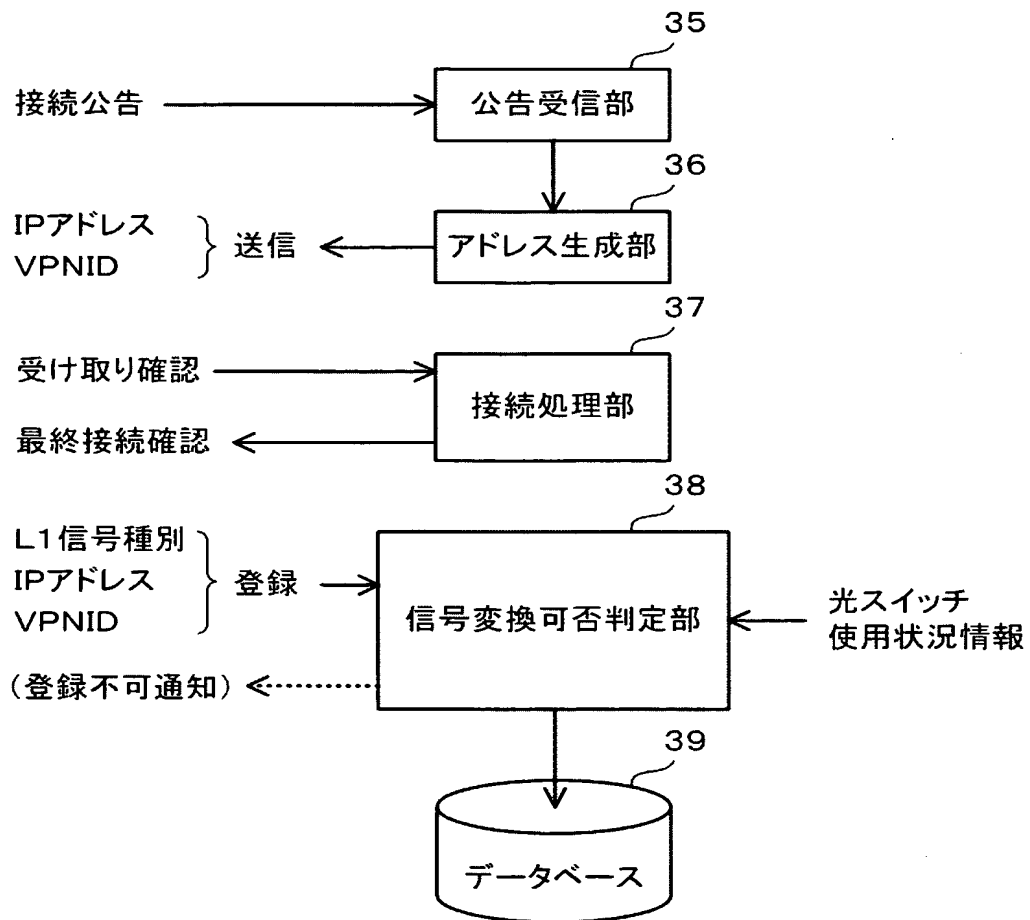 35
接続公告
公告受信部
36
IPアドレス
VPNID
送信
アドレス生成部
37
受け取り確認
最終接続確認
接続処理部
38
L1信号種別
IPアドレス
VPNID
登録
信号変換可否判定部
光スイッチ
使用状況情報
(登録不可通知)
39
データベース